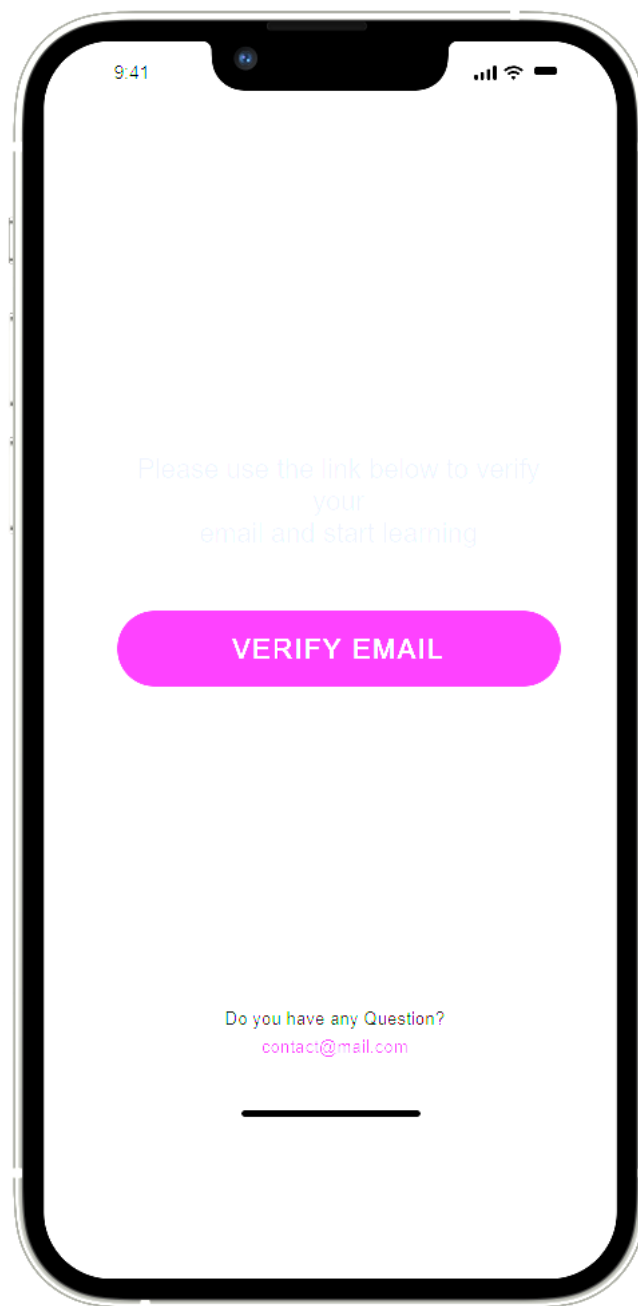 9:41
Please use the link below to verify
your
email and start learning
VERIFY EMAIL
Do you have any Question?
contact@mail.com